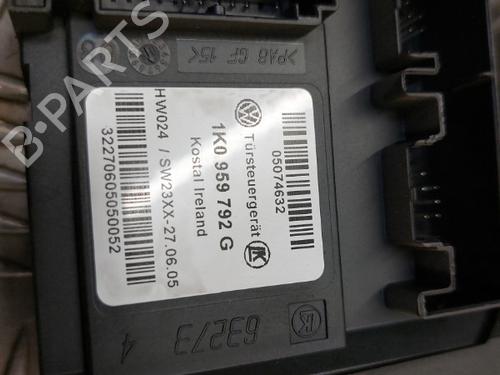 B-PARTS
>PA6 GF 15<
05074632
Türsteuergerät
1K0 959 792 G
Kostal Ireland
HW024 / SW23XX-27.06.05
32270605050052
63273
4